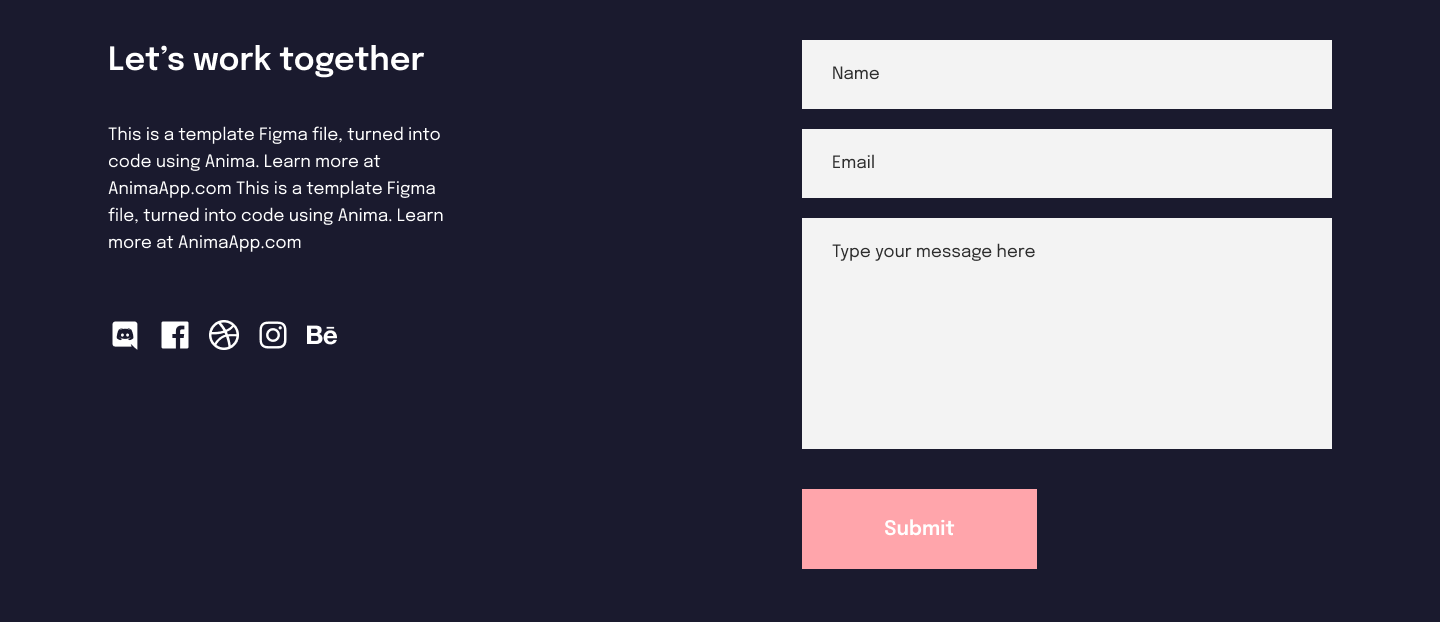 Let’s work together
This is a template Figma file, turned into
code using Anima. Learn more at
AnimaApp.com This is a template Figma
file, turned into code using Anima. Learn
more at AnimaApp.com
Bē
Name
Email
Type your message here
Submit